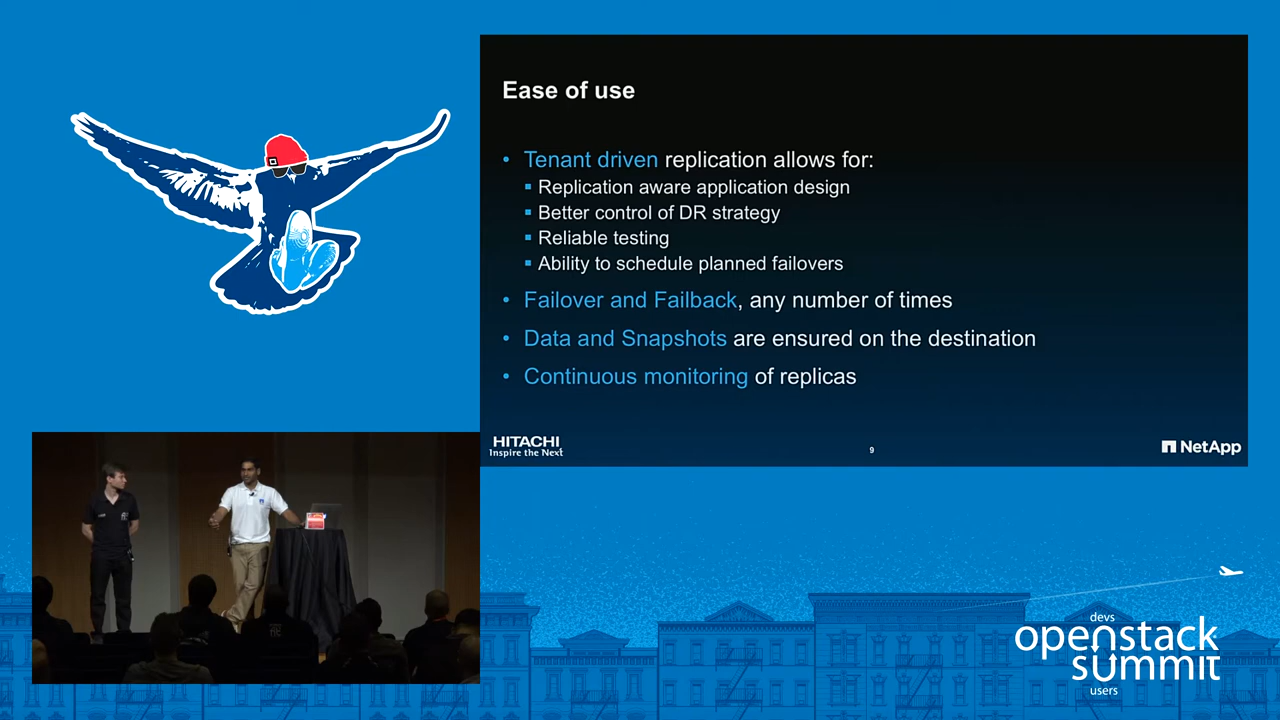 Ease of use
• Tenant driven replication allows for:
▪ Replication aware application design
▪ Better control of DR strategy
▪ Reliable testing
▪ Ability to schedule planned failovers
• Failover and Failback, any number of times
• Data and Snapshots are ensured on the destination
• Continuous monitoring of replicas
HITACHI
Inspire the Next
9
NetApp
devs
openstack
summit
users